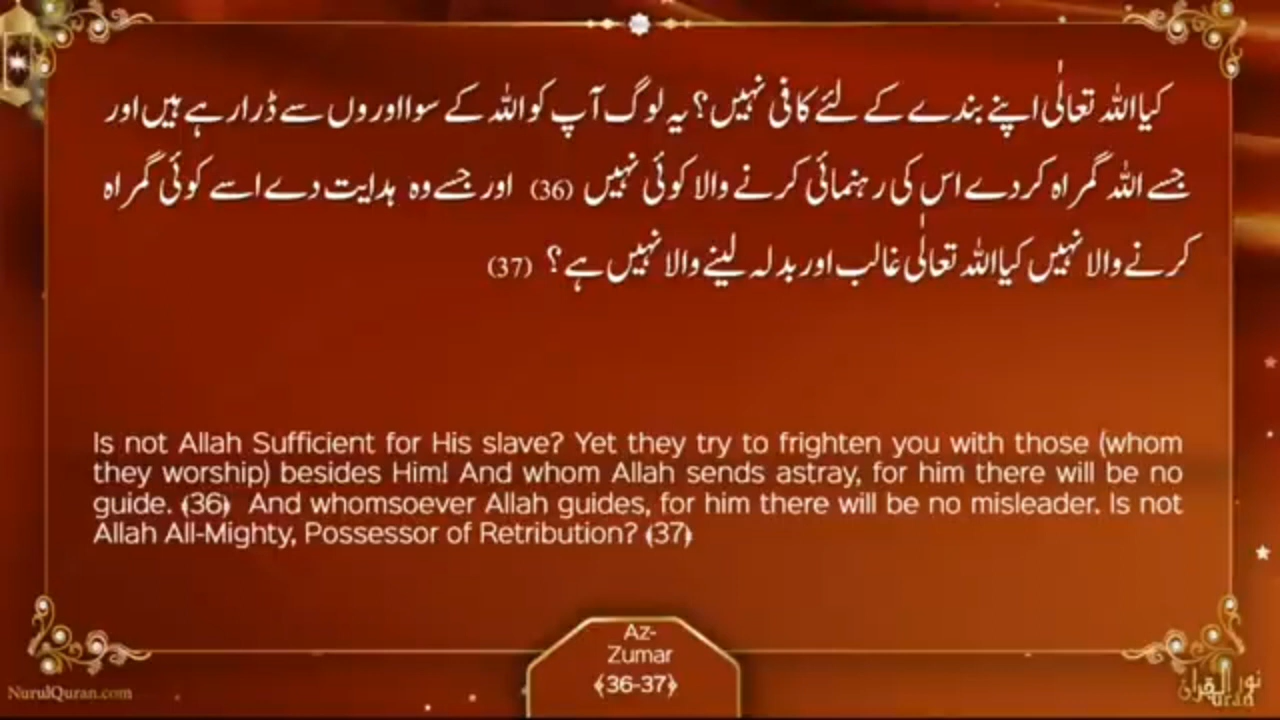 کیا اللہ تعالٰی اپنے بندے کے لئے کافی نہیں؟ یہ لوگ آپ کو اللہ کے سوا اوروں سے ڈرا رہے ہیں اور
جسے اللہ گمراہ کردے اس کی رہنمائی کرنے والا کوئی نہیں (36) اور جسے وہ ہدایت دے اسے کوئی گمراہ
کرنے والا نہیں کیا اللہ تعالٰی غالب اور بدلہ لینے والا نہیں ہے؟ (37)
Is not Allah Sufficient for His slave? Yet they try to frighten you with those (whom
they worship) besides Him! And whom Allah sends astray, for him there will be no
guide. ﴾36﴿ And whomsoever Allah guides, for him there will be no misleader. Is not
Allah All-Mighty, Possessor of Retribution? ﴾37﴿
Az-
Zumar
﴾36-37﴿
NurulQuran.com
نور القرآن
uran